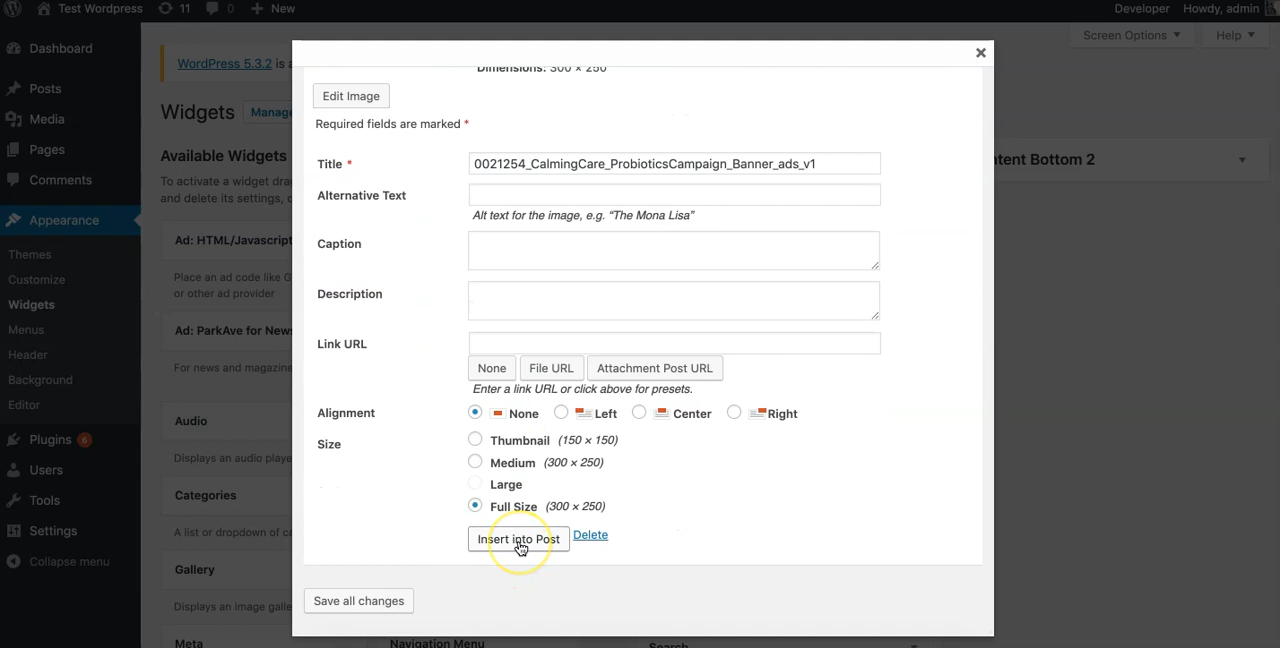 Test Wordpress 11 0 New Developer Howdy, admin
Screen Options Help
Dashboard
Posts
Media
Pages
Comments
Appearance
Themes
Customize
Widgets
Menus
Header
Background
Editor
Plugins 6
Users
Tools
Settings
Collapse menu
WordPress 5.3.2 is a
Widgets Manage
Available Widgets
To activate a widget dra
and delete its settings,
Ad: HTML/Javascript
Place an ad code like G
or other ad provider
Ad: ParkAve for News
For news and magazine
Audio
Displays an audio playe
Categories
A list or dropdown of ca
Gallery
Displays an image galle
Meta
Navigation Menu
Search
ntent Bottom 2
Dimensions: 300 × 250
Edit Image
Required fields are marked *
Title * 0021254_CalmingCare_ProbioticsCampaign_Banner_ads_v1
Alternative Text
Alt text for the image, e.g. “The Mona Lisa”
Caption
Description
Link URL
None File URL Attachment Post URL
Enter a link URL or click above for presets.
Alignment None Left Center Right
Size Thumbnail (150 × 150)
Medium (300 × 250)
Large
Full Size (300 × 250)
Insert into Post Delete
Save all changes